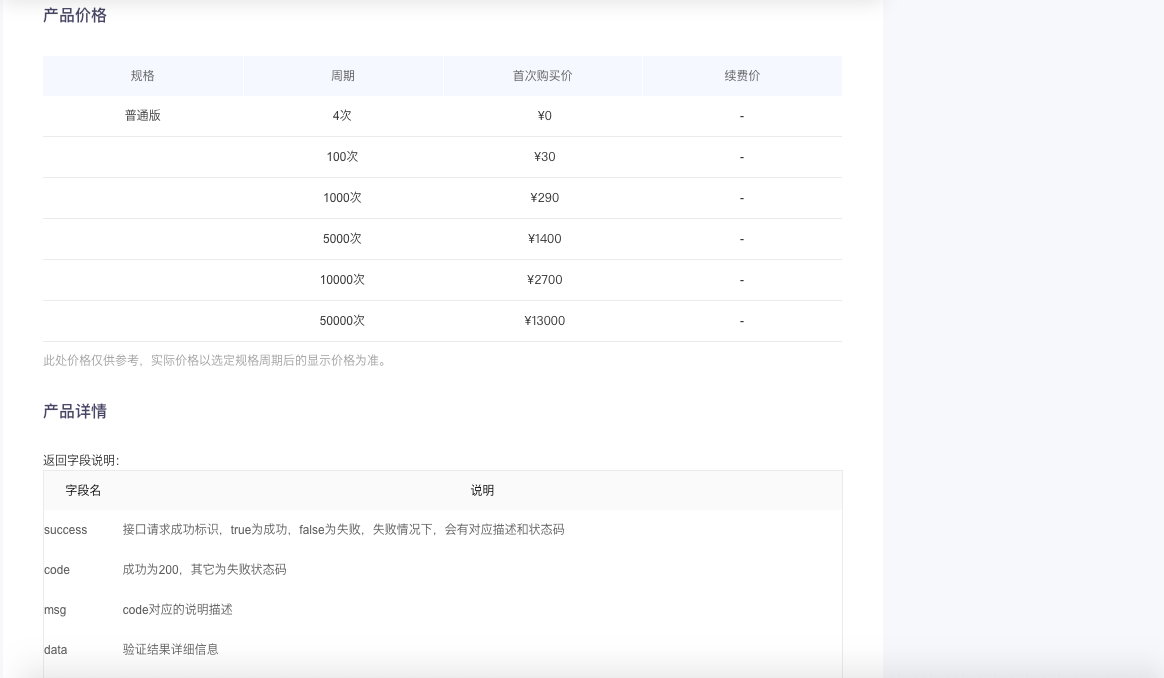 产品价格
规格 周期 首次购买价 续费价
普通版 4次 ¥0 -
100次 ¥30 -
1000次 ¥290 -
5000次 ¥1400 -
10000次 ¥2700 -
50000次 ¥13000 -
此处价格仅供参考，实际价格以选定规格周期后的显示价格为准。
产品详情
返回字段说明：
字段名 说明
success 接口请求成功标识，true为成功，false为失败，失败情况下，会有对应描述和状态码
code 成功为200，其它为失败状态码
msg code对应的说明描述
data 验证结果详细信息